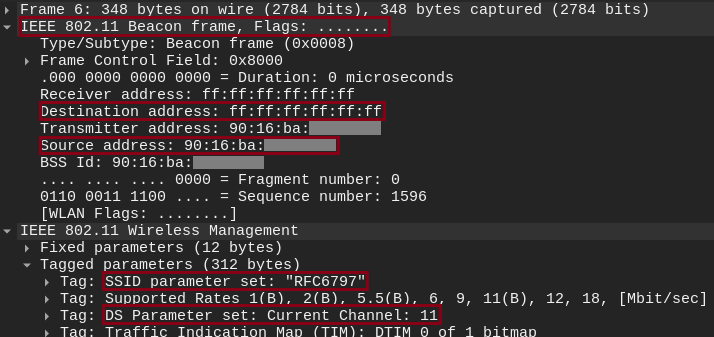 Frame 6: 348 bytes on wire (2784 bits), 348 bytes captured (2784 bits)
IEEE 802.11 Beacon frame, Flags: ........
Type/Subtype: Beacon frame (0x0008)
Frame Control Field: 0x8000
.000 0000 0000 0000 = Duration: 0 microseconds
Receiver address: ff:ff:ff:ff:ff:ff
Destination address: ff:ff:ff:ff:ff:ff
Transmitter address: 90:16:ba:
Source address: 90:16:ba:
BSS Id: 90:16:ba:
.... .... .... 0000 = Fragment number: 0
0110 0011 1100 .... = Sequence number: 1596
[WLAN Flags: ........]
IEEE 802.11 Wireless Management
Fixed parameters (12 bytes)
Tagged parameters (312 bytes)
Tag: SSID parameter set: "RFC6797"
Tag: Supported Rates 1(B), 2(B), 5.5(B), 6, 9, 11(B), 12, 18, [Mbit/sec]
Tag: DS Parameter set: Current Channel: 11
Tag: Traffic Indication Map (TIM): DTIM 0 of 1 bitmap